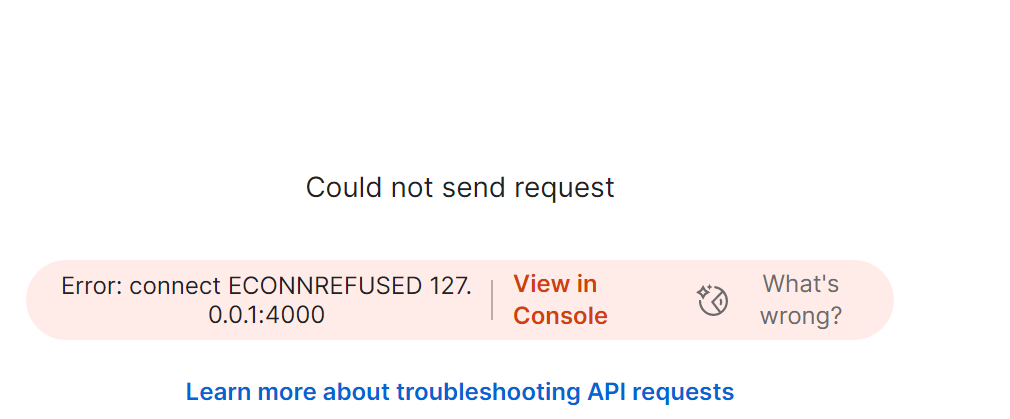 Could not send request
Error: connect ECONNREFUSED 127.
0.0.1:4000
View in
Console
What's
wrong?
Learn more about troubleshooting API requests